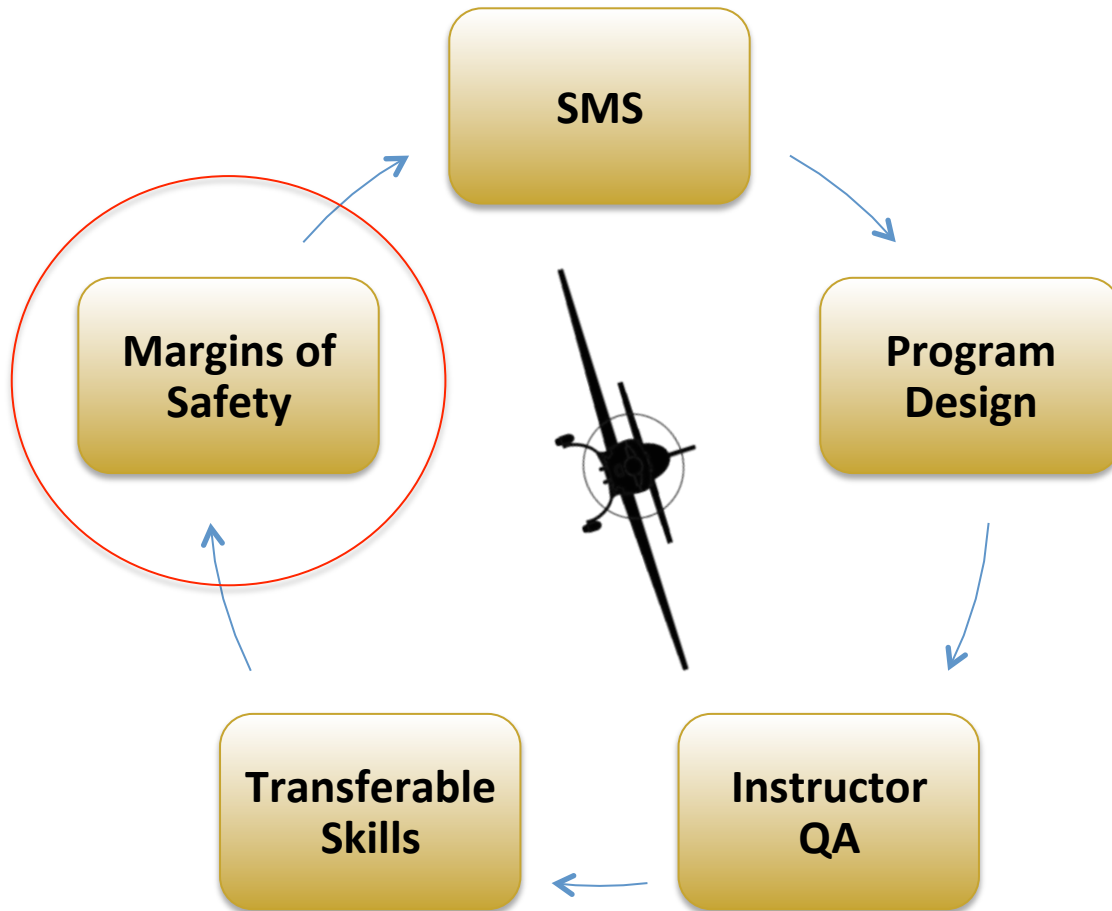 SMS
Program
Design
Instructor
QA
Transferable
Skills
Margins of
Safety